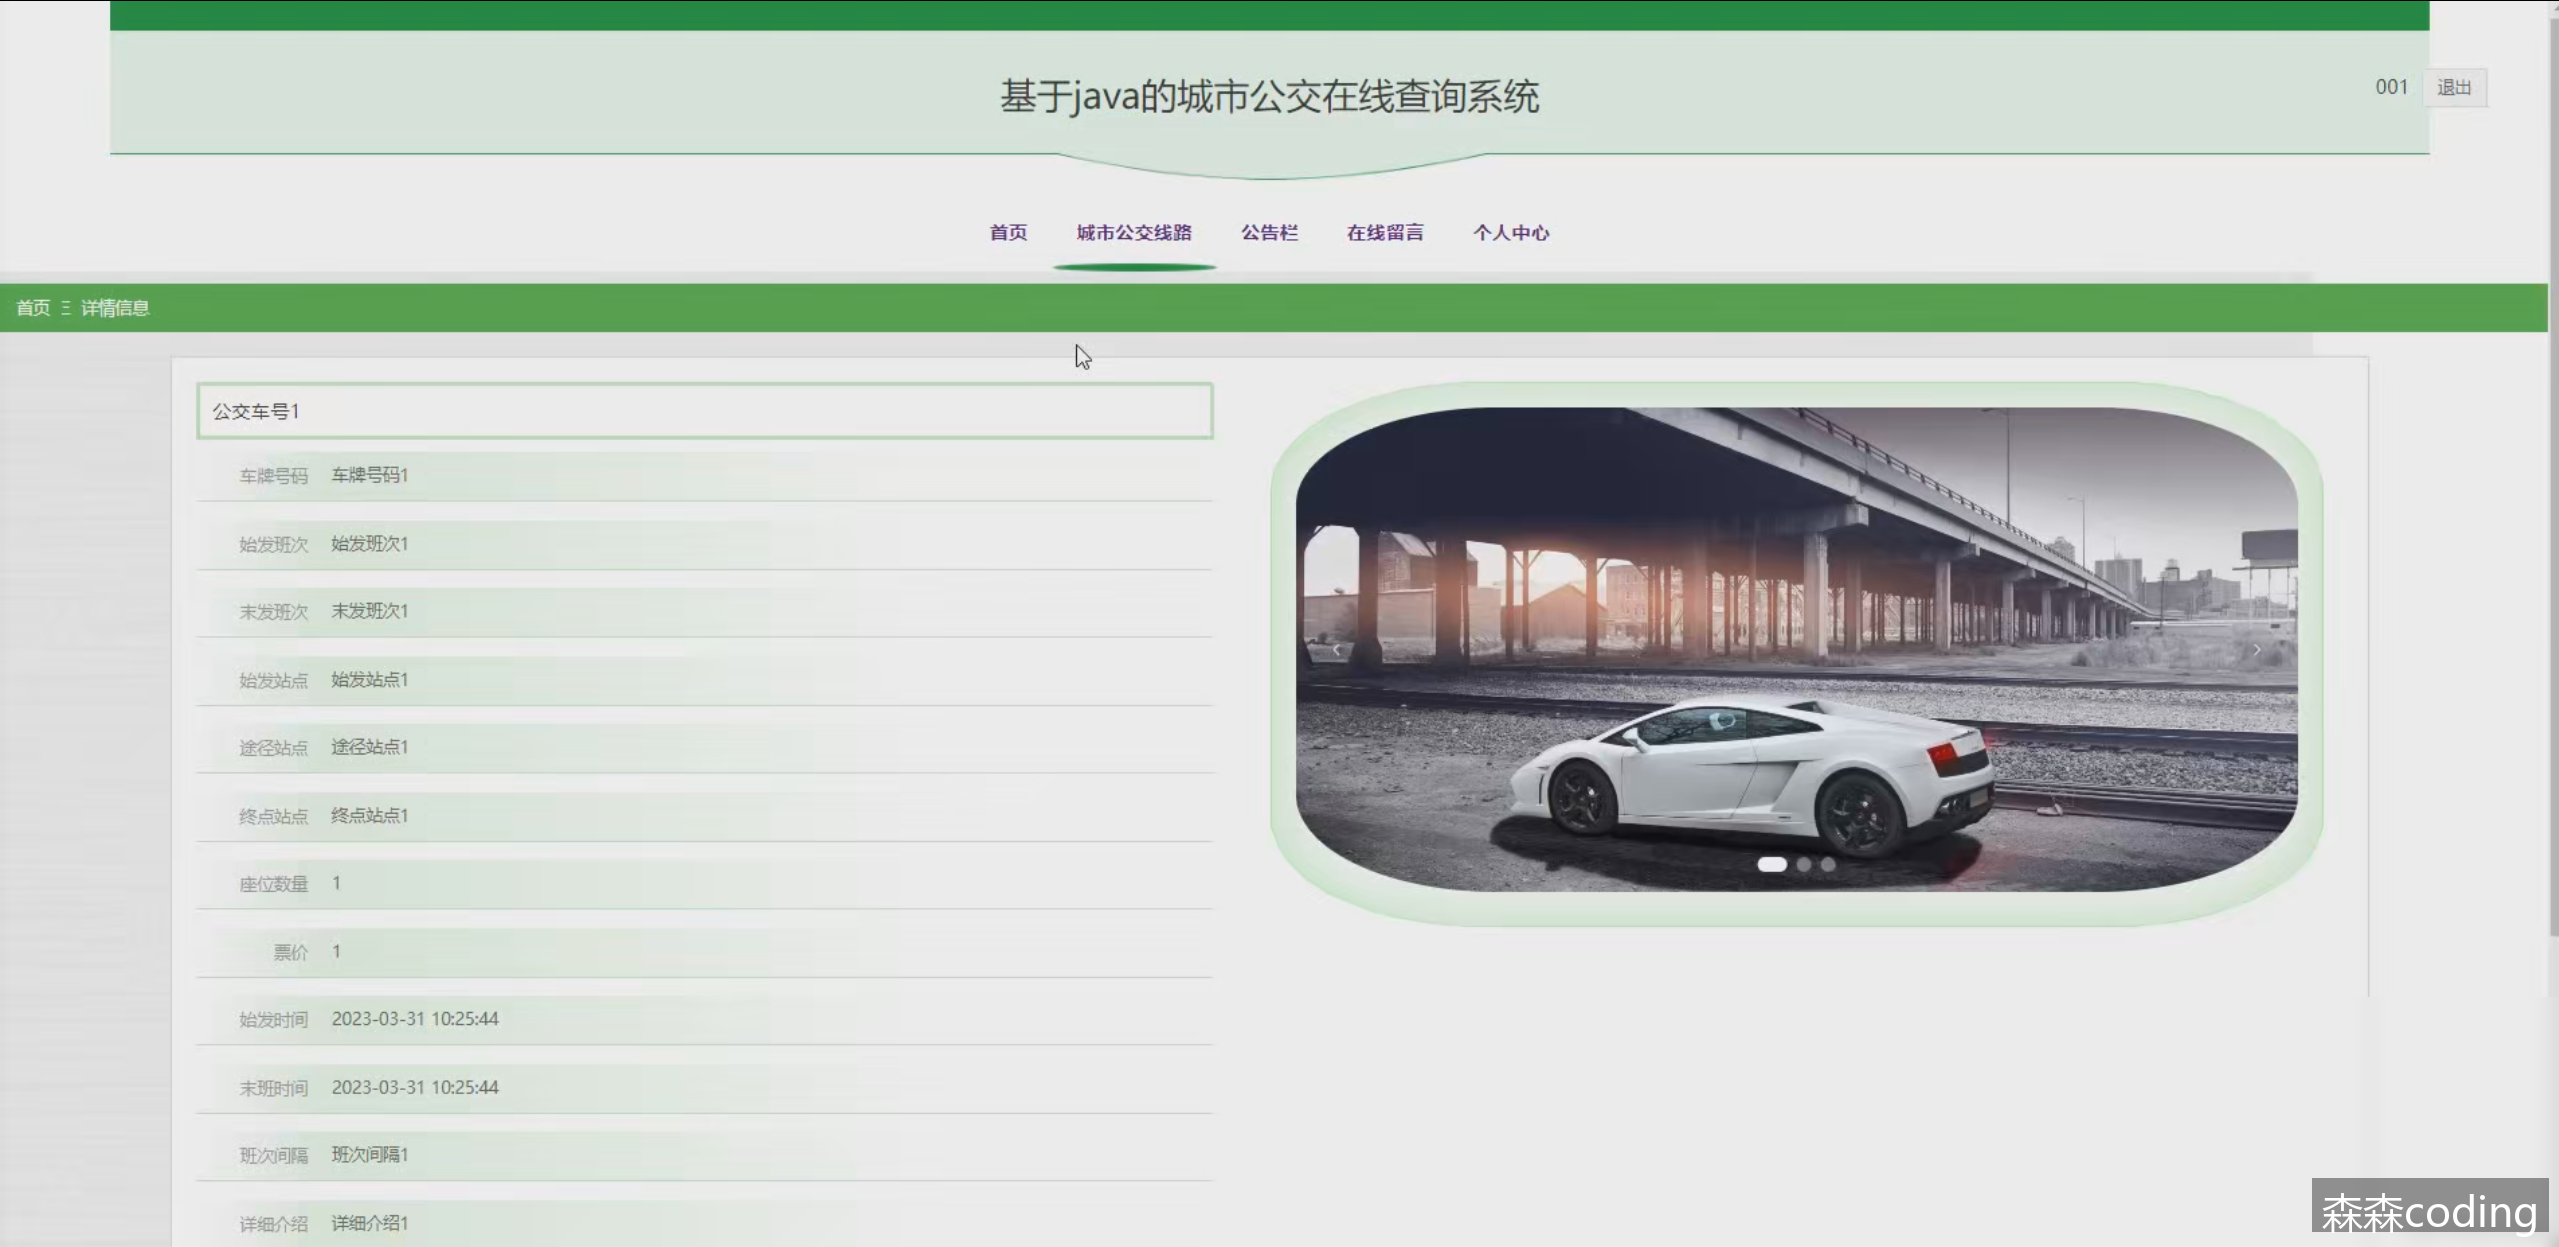 基于java的城市公交在线查询系统
001 退出
首页 城市公交线路 公告栏 在线留言 个人中心
首页 Ξ 详情信息
公交车号1
车牌号码 车牌号码1
始发班次 始发班次1
末发班次 末发班次1
始发站点 始发站点1
途径站点 途径站点1
终点站点 终点站点1
座位数量 1
票价 1
始发时间 2023-03-31 10:25:44
末班时间 2023-03-31 10:25:44
班次间隔 班次间隔1
详细介绍 详细介绍1
森森coding